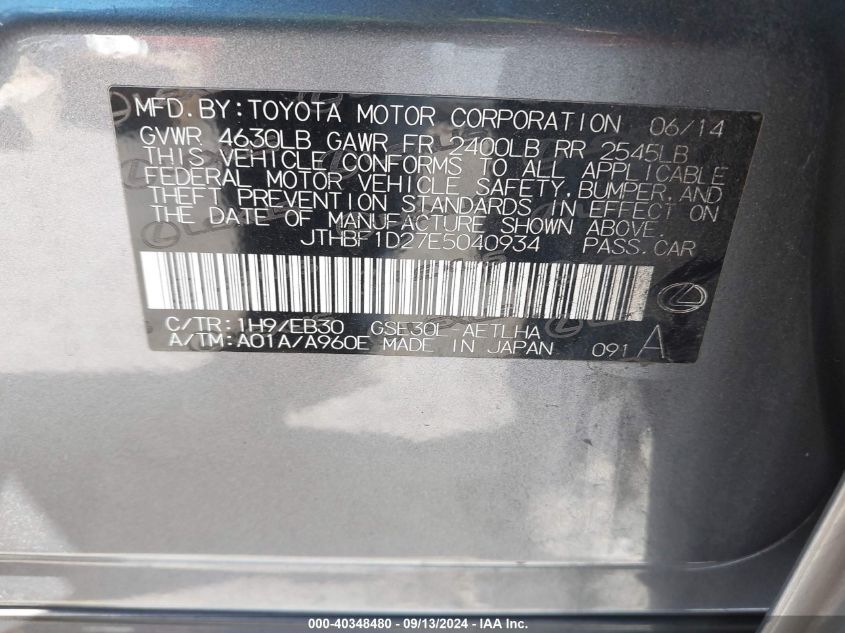 MFD. BY: TOYOTA MOTOR CORPORATION 06/14
GVWR 4630LB GAWR FR 2400LB RR 2545LB
THIS VEHICLE CONFORMS TO ALL APPLICABLE
FEDERAL MOTOR VEHICLE SAFETY, BUMPER, AND
THEFT PREVENTION STANDARDS IN EFFECT ON
THE DATE OF MANUFACTURE SHOWN ABOVE.
JTHBF1D27E5040934 PASS. CAR
C/TR: 1H9/EB30 GSE30L-AETLHA
A/TM: A01A/A960E MADE IN JAPAN 091 A
000-40348480 - 09/13/2024 - IAA Inc.